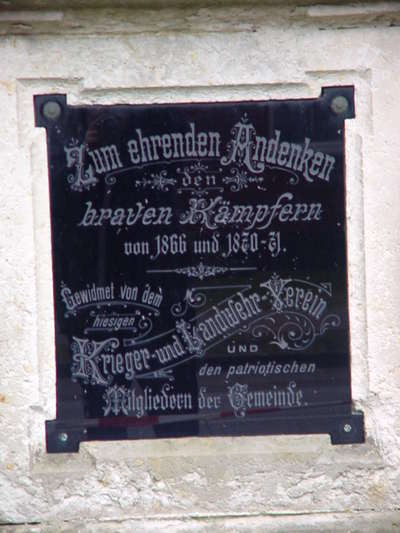 Zum ehrenden Andenken
den
braven Kämpfern
von 1866 und 1870-71.
Gewidmet von dem
hiesigen
Krieger-und Landwehr-Verein
UND
den patriotischen
Mitgliedern der Gemeinde.